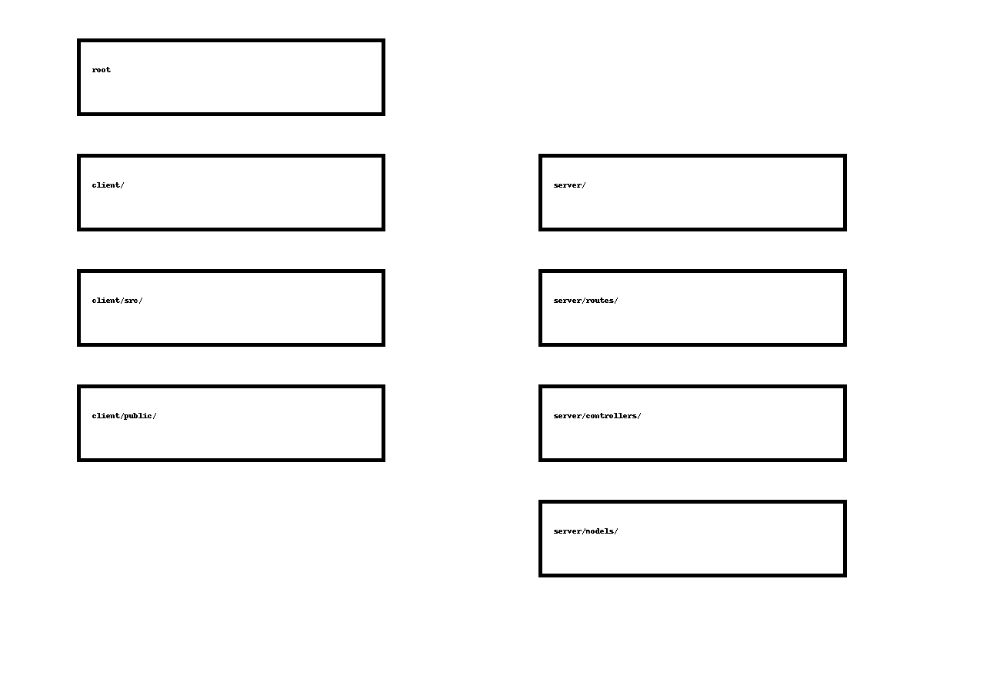 root
client/
server/
client/src/
server/routes/
client/public/
server/controllers/
server/models/